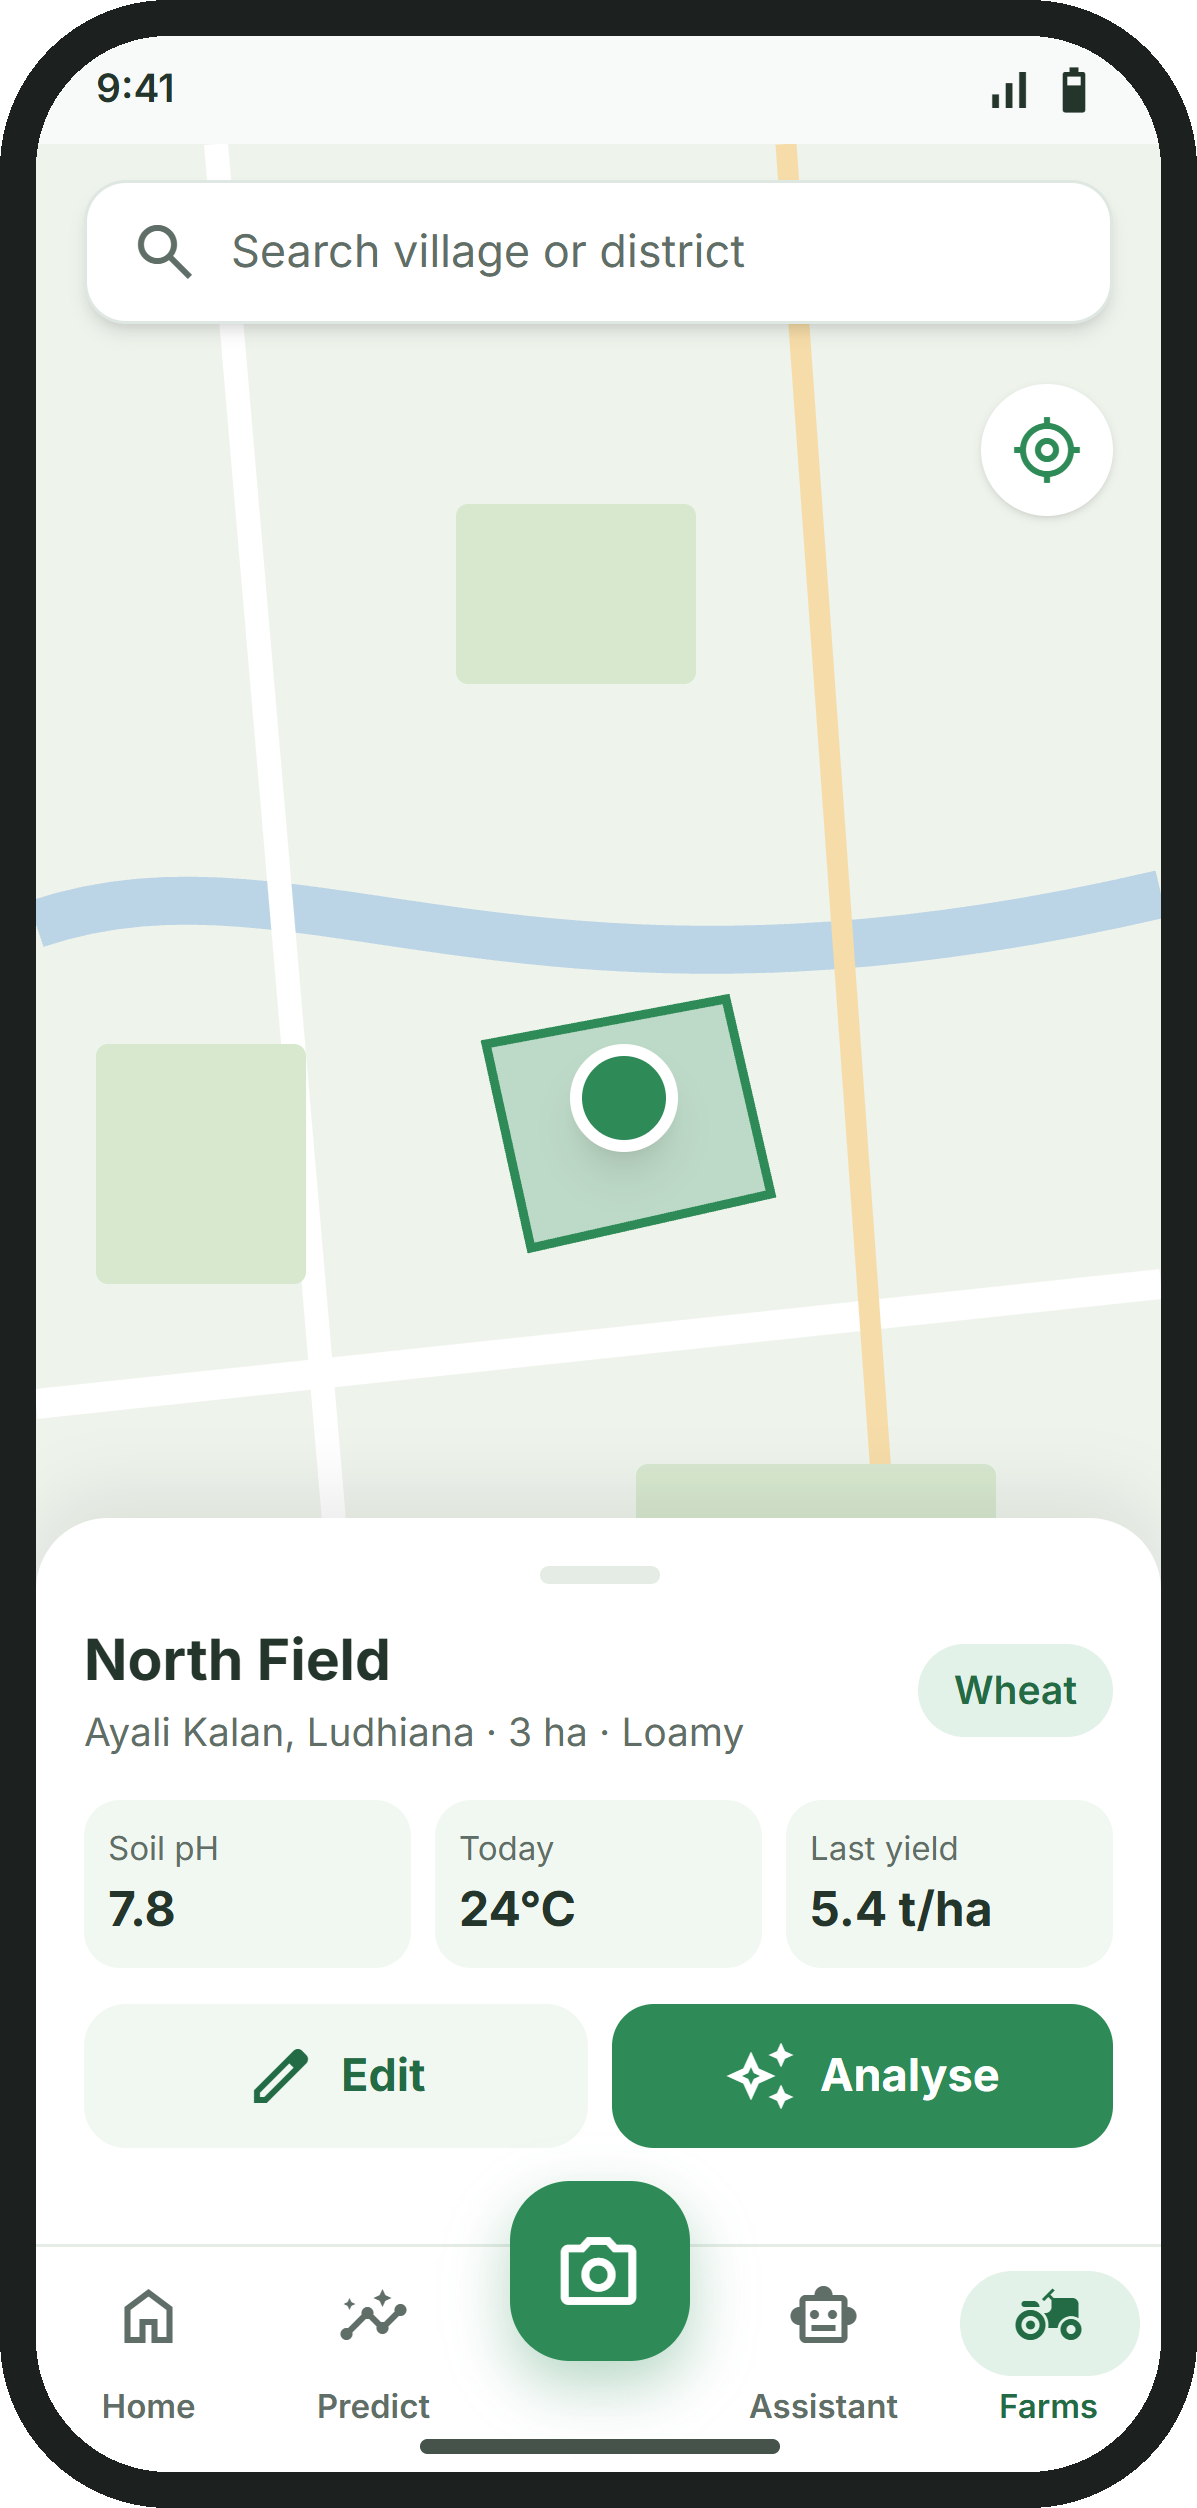 9:41
Search village or district
North Field
Wheat
Ayali Kalan, Ludhiana · 3 ha · Loamy
Soil pH
7.8
Today
24°C
Last yield
5.4 t/ha
Edit
Analyse
Home
Predict
Assistant
Farms